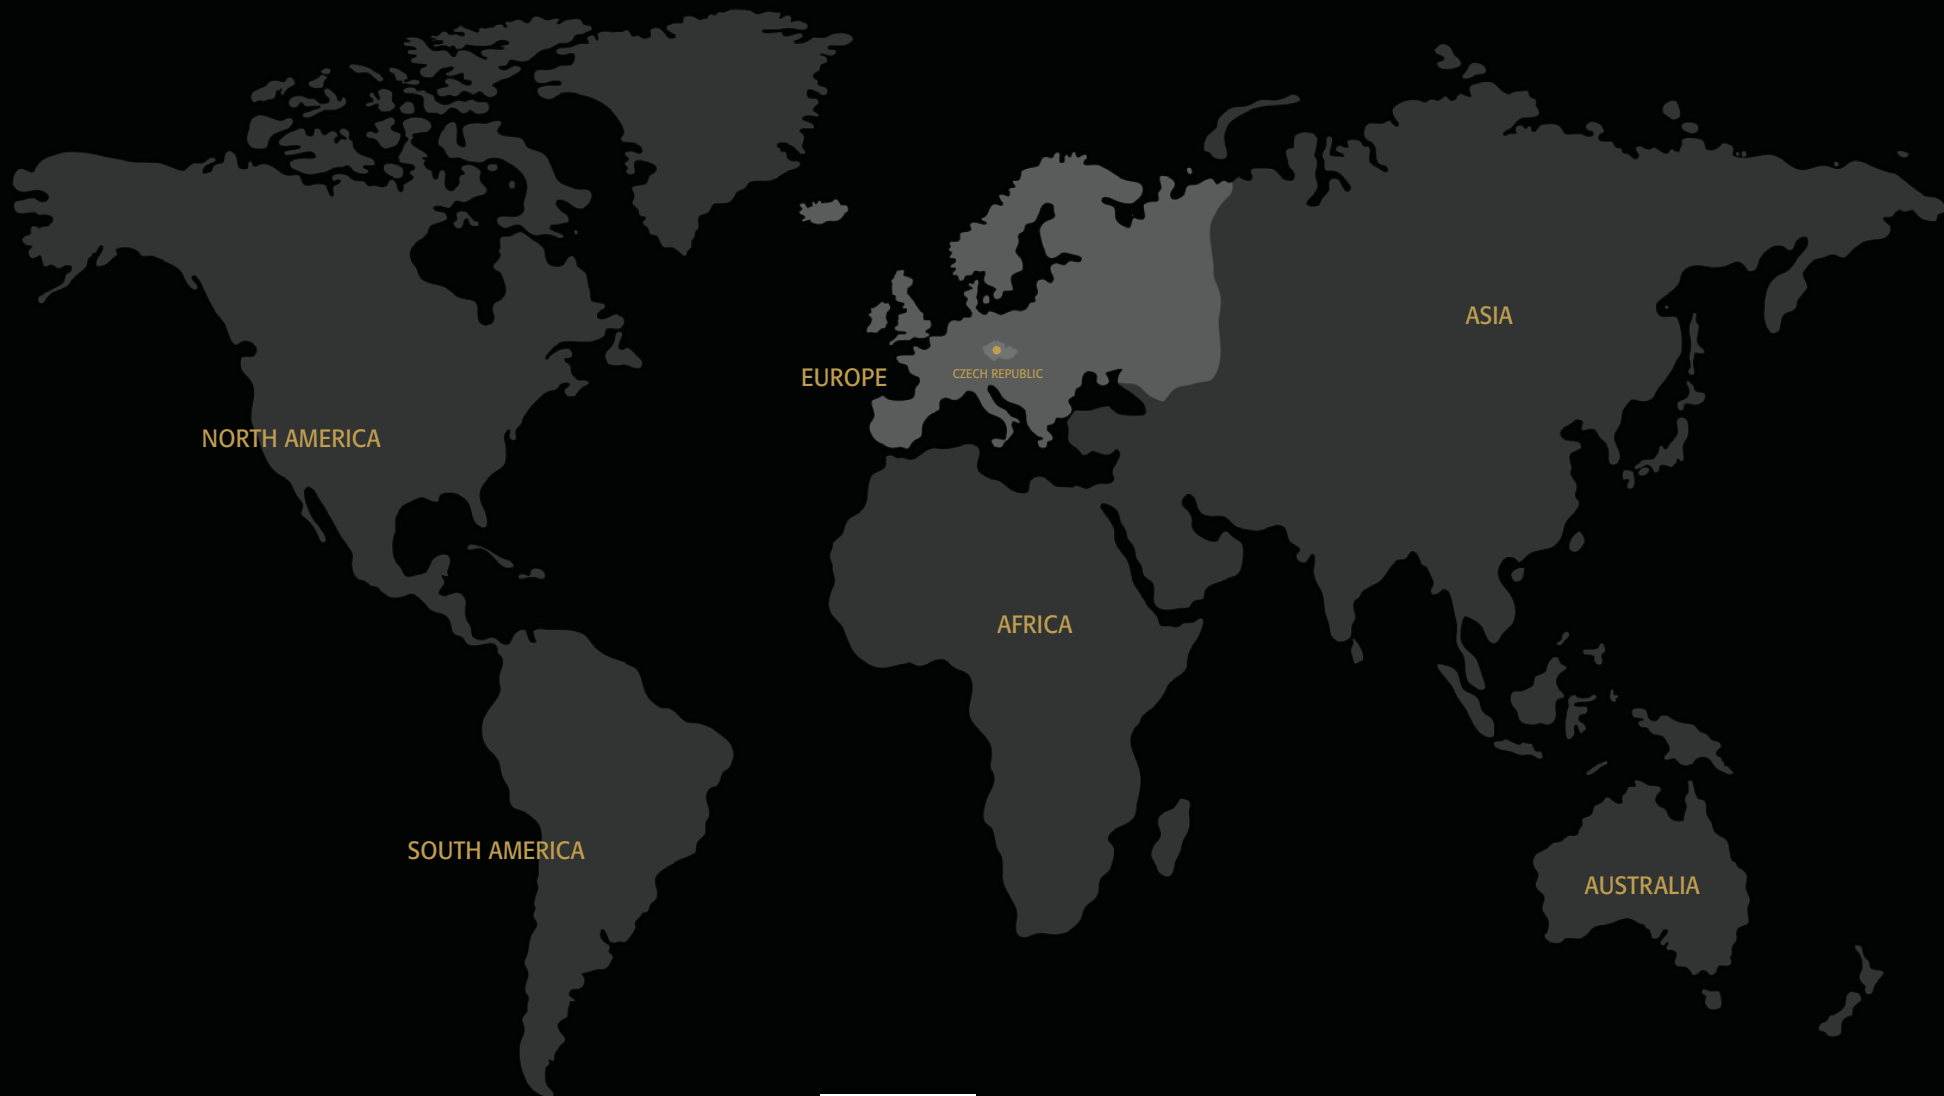 ASIA
EUROPE
CZECH REPUBLIC
NORTH AMERICA
AFRICA
SOUTH AMERICA
AUSTRALIA